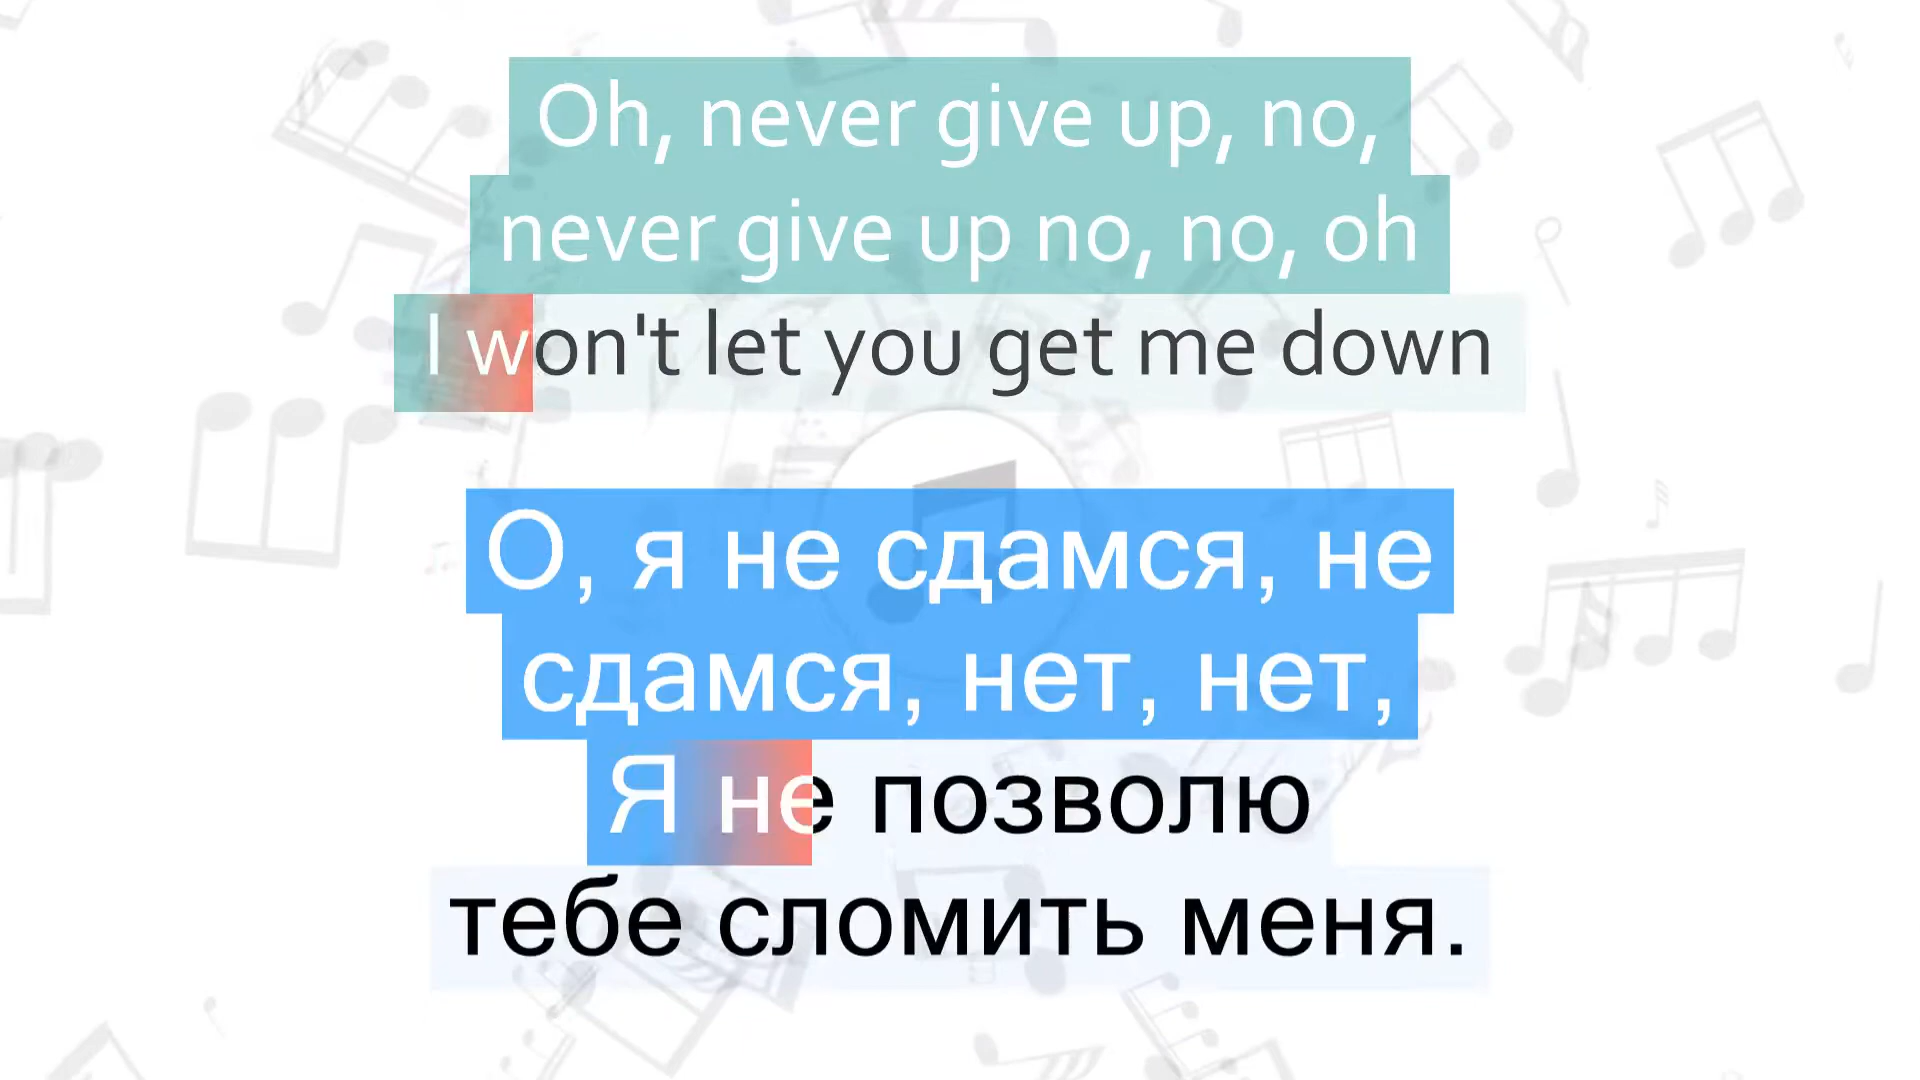 Oh, never give up, no,
never give up no, no, oh
I won't let you get me down
О, я не сдамся, не
сдамся, нет, нет,
Я не позволю
тебе сломить меня.